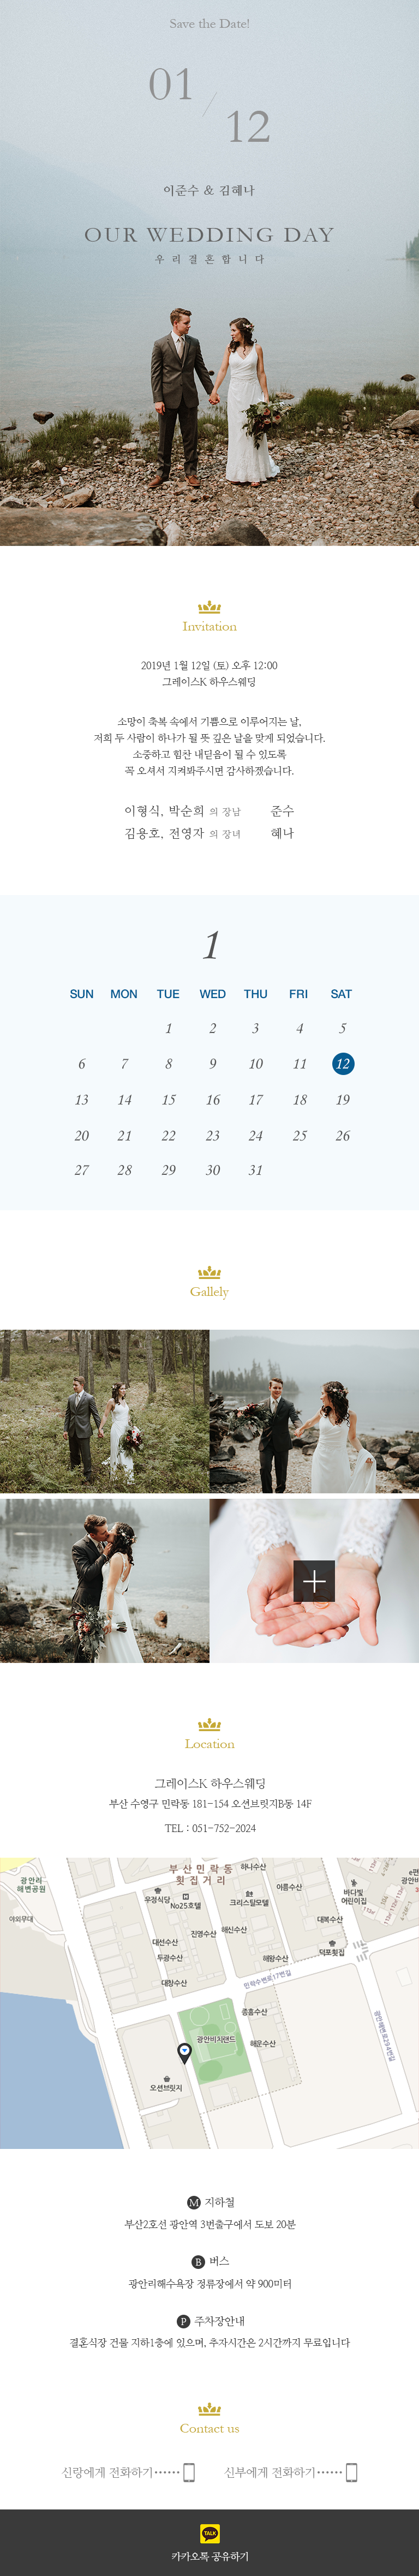 Save the Date!
01
/
12
이준수 & 김혜나
OUR WEDDING DAY
우리결혼합니다
Invitation
2019년 1월 12일 (토) 오후 12:00
그레이스K 하우스웨딩
소망이 축복 속에서 기쁨으로 이루어지는 날,
저희 두 사람이 하나가 될 뜻 깊은 날을 맞게 되었습니다.
소중하고 힘찬 내딛음이 될 수 있도록
꼭 오셔서 지켜봐주시면 감사하겠습니다.
이형식, 박순희 의 장남 준수
김용호, 전영자 의 장녀 혜나
1
SUN MON TUE WED THU FRI SAT
1 2 3 4 5
6 7 8 9 10 11 12
13 14 15 16 17 18 19
20 21 22 23 24 25 26
27 28 29 30 31
Gallely
Location
그레이스K 하우스웨딩
부산 수영구 민락동 181-154 오션브릿지B동 14F
TEL : 051-752-2024
부산민락동
횟집거리
하나수산
광안리
해변공원
우정식당
No25호텔
크리스탈모텔
여름수산
바다빛
어린이집
e편
광안비
야외무대
대복수산
진영수산
해신수산
대선수산
덕포횟집
두꽁수산
해왕수산
대창수산
민락수변로17번길
종흥수산
광안비치랜드
해운수산
광안해변로294번길
오션브릿지
M 지하철
부산2호선 광안역 3번출구에서 도보 20분
B 버스
광안리해수욕장 정류장에서 약 900미터
P 주차장안내
결혼식장 건물 지하1층에 있으며, 추자시간은 2시간까지 무료입니다
Contact us
신랑에게 전화하기 ······ 신부에게 전화하기 ······
TALK
카카오톡 공유하기